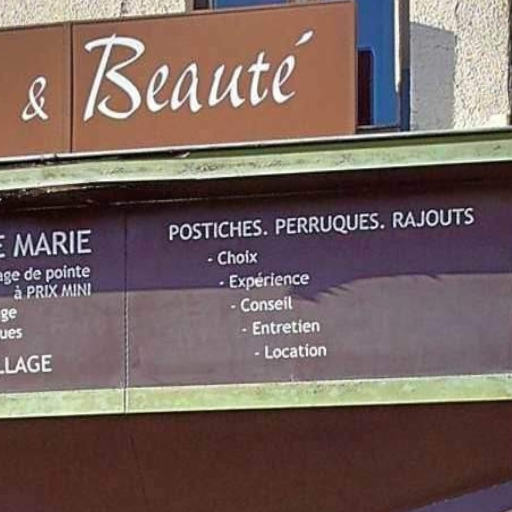 & Beauté
E MARIE
age de pointe
à PRIX MINI
ge
ues
LLAGE
POSTICHES. PERRUQUES. RAJOUTS
- Choix
- Expérience
- Conseil
- Entretien
- Location